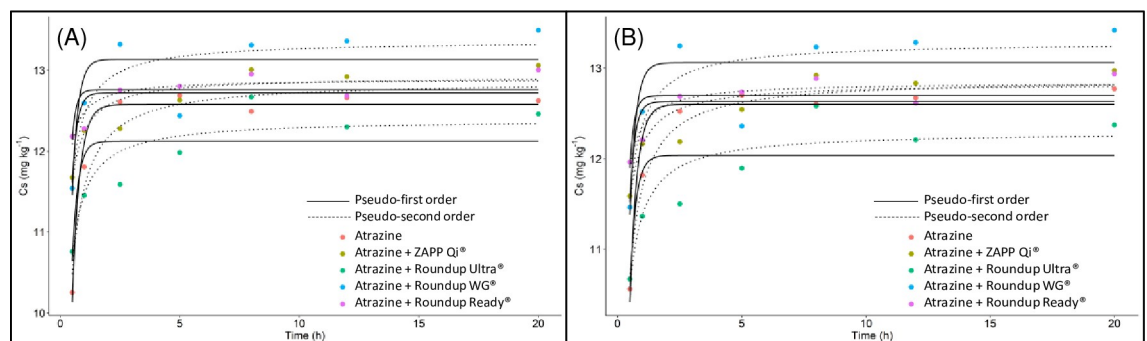 (A)
Cs (mg kg⁻¹)
13
12
11
10
0
5
10
15
20
Time (h)
Pseudo-first order
Pseudo-second order
Atrazine
Atrazine + ZAPP Qi®
Atrazine + Roundup Ultra®
Atrazine + Roundup WG®
Atrazine + Roundup Ready®
(B)
Cs (mg kg⁻¹)
13
12
11
0
5
10
15
20
Time (h)
Pseudo-first order
Pseudo-second order
Atrazine
Atrazine + ZAPP Qi®
Atrazine + Roundup Ultra®
Atrazine + Roundup WG®
Atrazine + Roundup Ready®